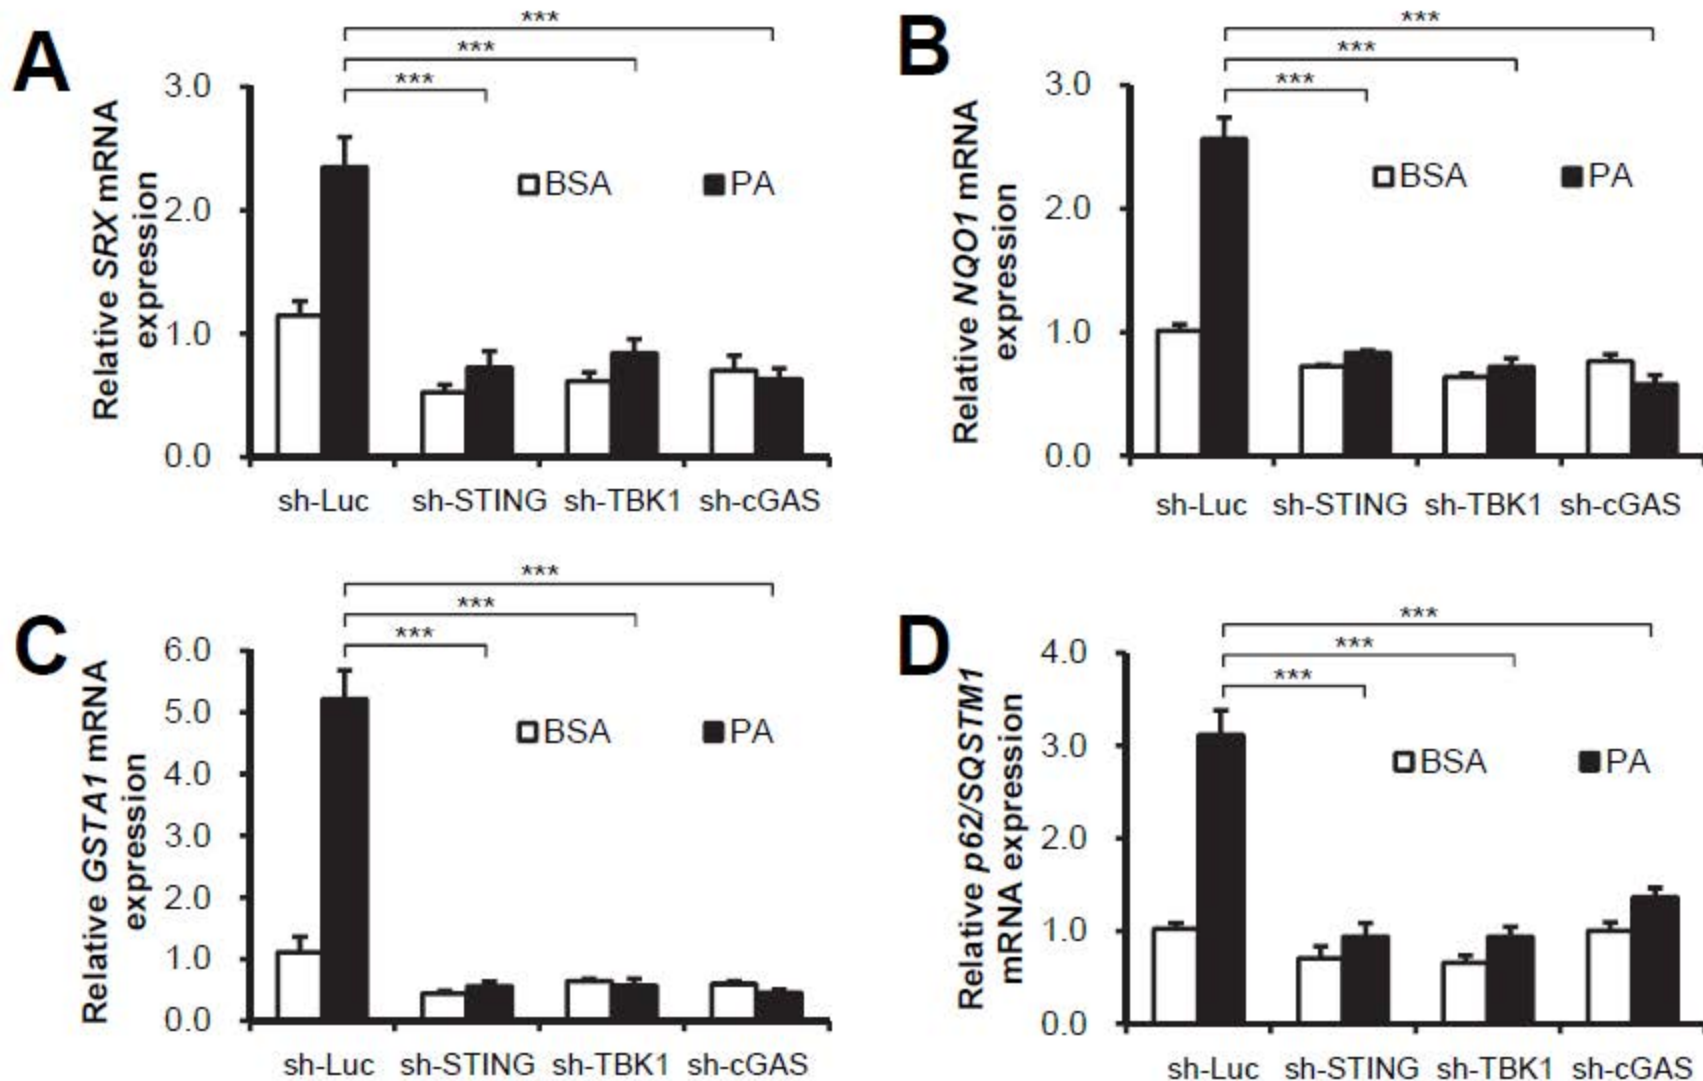 A
***
***
***
3.0
2.0
1.0
0.0
Relative SRX mRNA
expression
BSA PA
sh-Luc sh-STING sh-TBK1 sh-cGAS
B
***
***
***
3.0
2.0
1.0
0.0
Relative NQO1 mRNA
expression
BSA PA
sh-Luc sh-STING sh-TBK1 sh-cGAS
C
***
***
***
6.0
5.0
4.0
3.0
2.0
1.0
0.0
Relative GSTA1 mRNA
expression
BSA PA
sh-Luc sh-STING sh-TBK1 sh-cGAS
D
***
***
***
4.0
3.0
2.0
1.0
0.0
Relative p62/SQSTM1
mRNA expression
BSA PA
sh-Luc sh-STING sh-TBK1 sh-cGAS